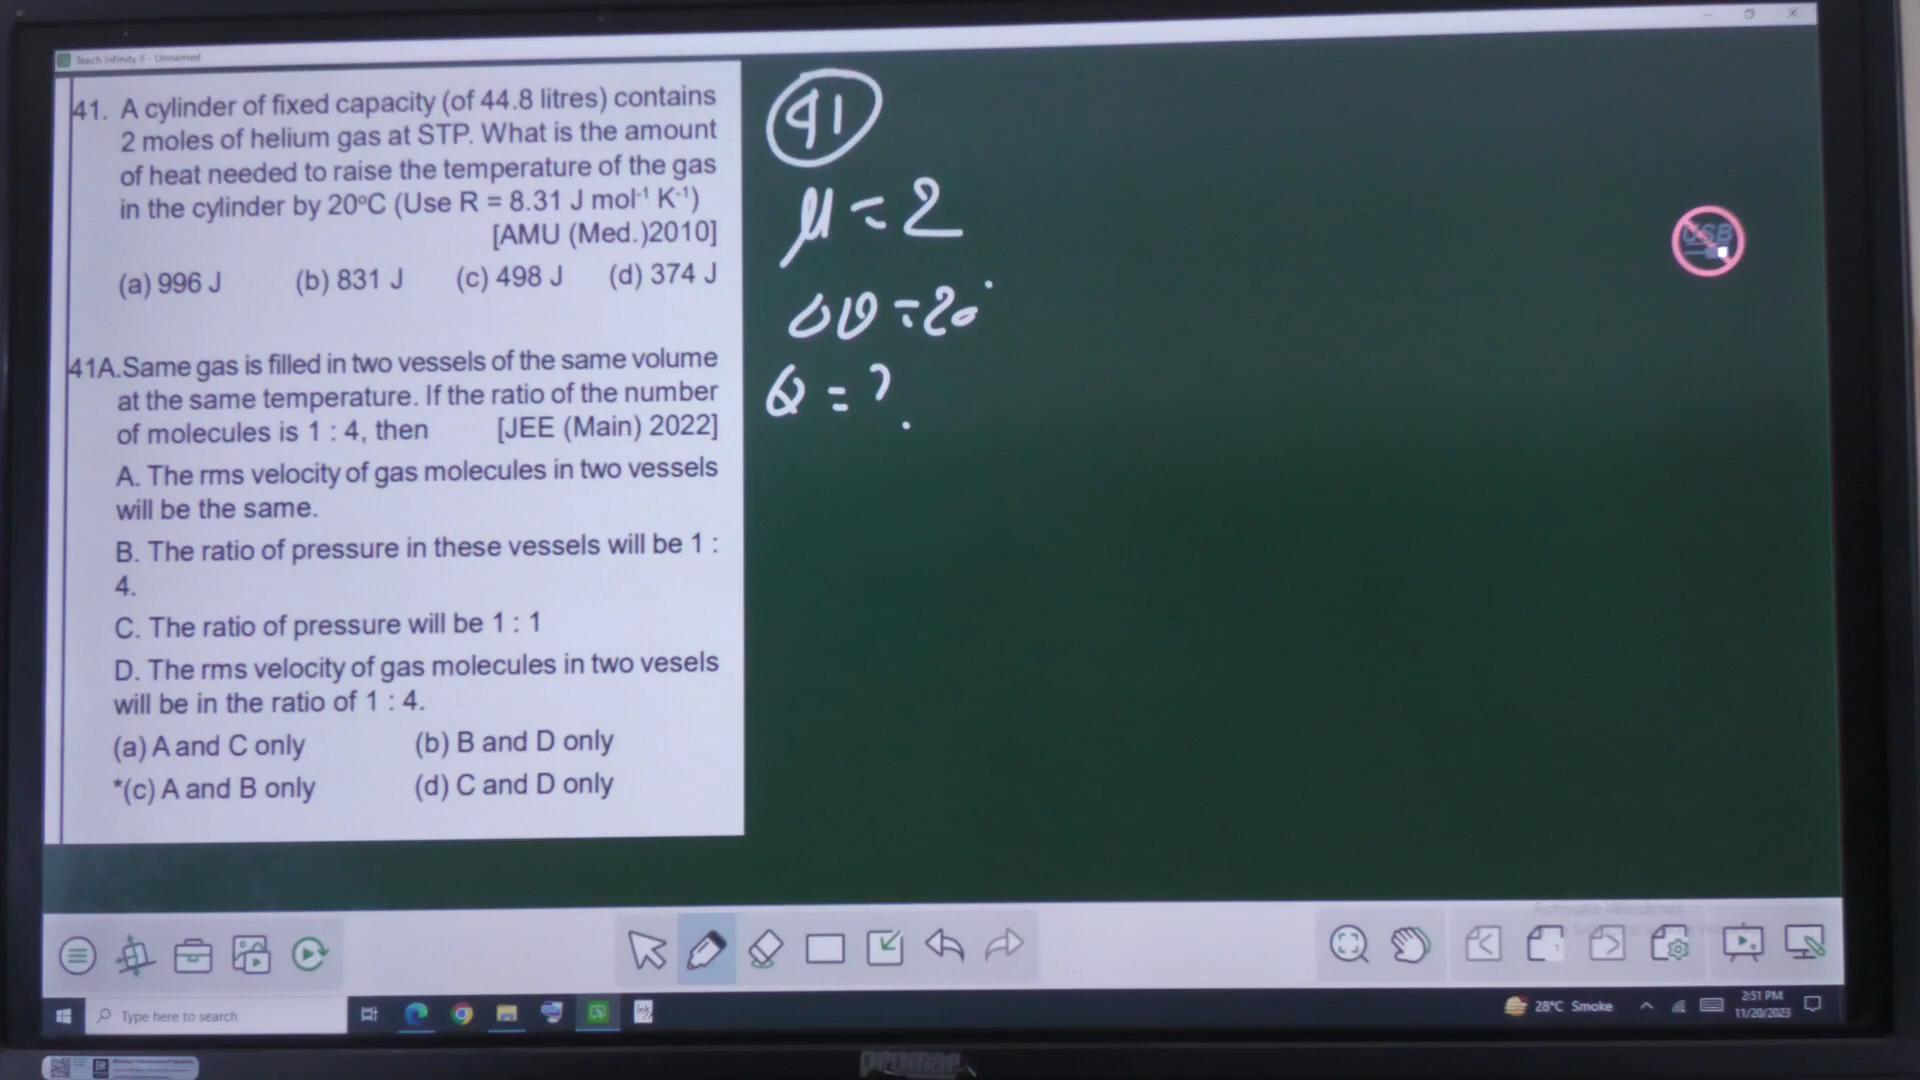 Teach Infinity II - Unnamed
41. A cylinder of fixed capacity (of 44.8 litres) contains
2 moles of helium gas at STP. What is the amount
of heat needed to raise the temperature of the gas
in the cylinder by 20ºC (Use R = 8.31 J mol⁻¹ K⁻¹)
[AMU (Med.)2010]
(a) 996 J (b) 831 J (c) 498 J (d) 374 J
41A.Same gas is filled in two vessels of the same volume
at the same temperature. If the ratio of the number
of molecules is 1 : 4, then [JEE (Main) 2022]
A. The rms velocity of gas molecules in two vessels
will be the same.
B. The ratio of pressure in these vessels will be 1 :
4.
C. The ratio of pressure will be 1 : 1
D. The rms velocity of gas molecules in two vesels
will be in the ratio of 1 : 4.
(a) A and C only (b) B and D only
*(c) A and B only (d) C and D only
41
μ = 2
Δθ = 20°
Q = ?
USB
Activate Windows
Type here to search
28°C Smoke
2:51 PM
11/20/2023
promark